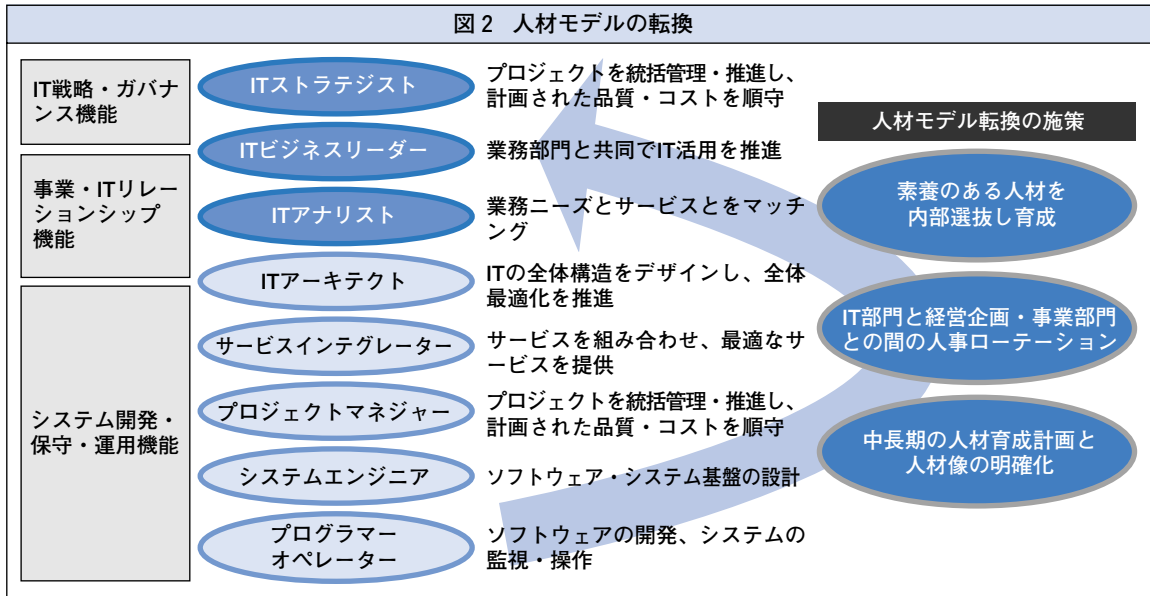 図2 人材モデルの転換
IT戦略・ガバナ
ンス機能
事業・ITリレー
ションシップ
機能
システム開発・
保守・運用機能
ITストラテジスト
プロジェクトを統括管理・推進し、
計画された品質・コストを順守
ITビジネスリーダー
業務部門と共同でIT活用を推進
ITアナリスト
業務ニーズとサービスとをマッチ
ング
ITアーキテクト
ITの全体構造をデザインし、全体
最適化を推進
サービスインテグレーター
サービスを組み合わせ、最適なサ
ービスを提供
プロジェクトマネジャー
プロジェクトを統括管理・推進し、
計画された品質・コストを順守
システムエンジニア
ソフトウェア・システム基盤の設計
プログラマー
オペレーター
ソフトウェアの開発、システムの
監視・操作
人材モデル転換の施策
素養のある人材を
内部選抜し育成
IT部門と経営企画・事業部門
との間の人事ローテーション
中長期の人材育成計画と
人材像の明確化